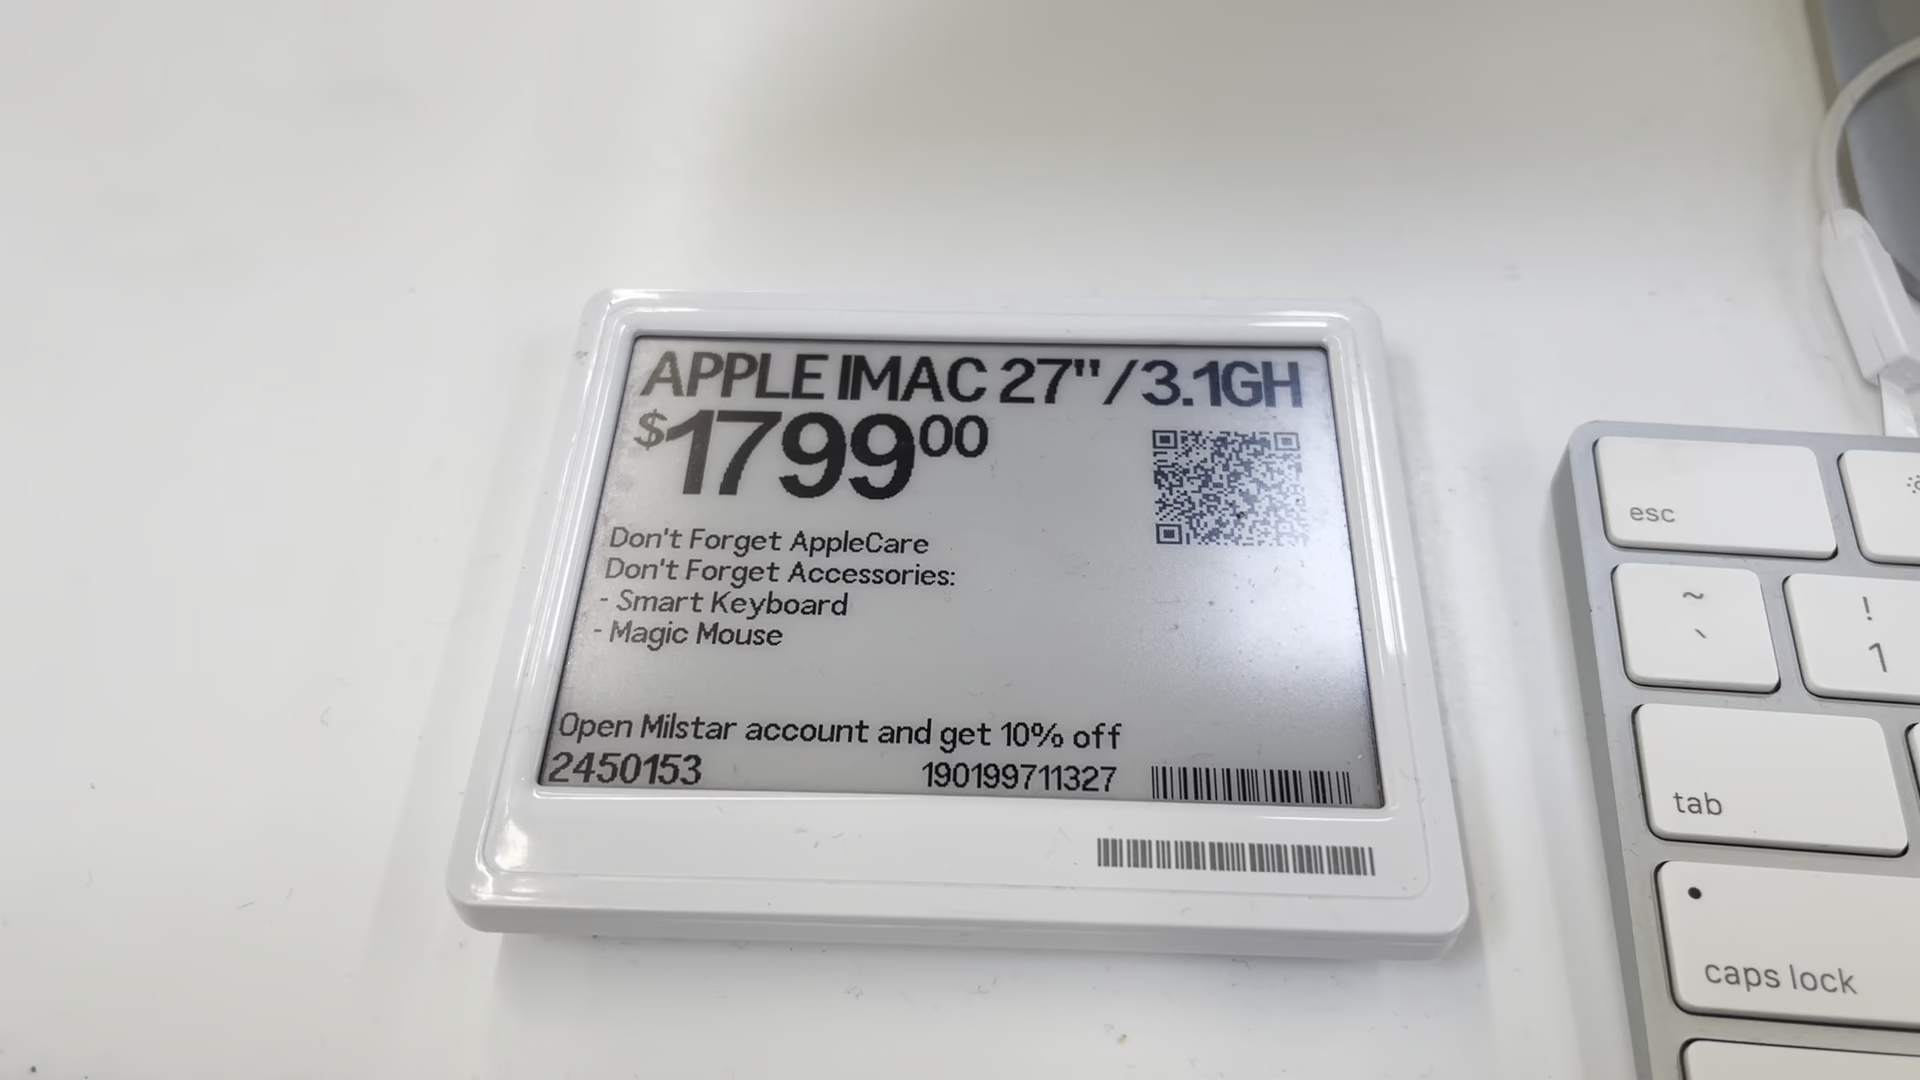 APPLE IMAC 27"/3.1GH
$179900
Don't Forget AppleCare
Don't Forget Accessories:
- Smart Keyboard
- Magic Mouse
Open Milstar account and get 10% off
2450153 190199711327
esc
~
`
!
1
tab
caps lock